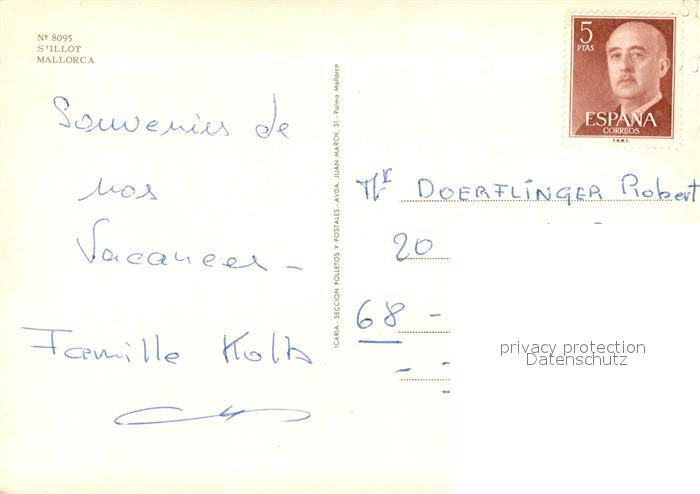 Nº 8095
S'ILLOT
MALLORCA
Souvenirs de
nos
Vacances -
Famille Kolb
ICARIA - SECCION FOLLETOS Y POSTALES - AVDA. JUAN MARCH, 31 - Palma Mallorca
5
PTAS
ESPAÑA
CORREOS
F.N.M.T.
Mr DOERFLINGER Robert
20
68 -
privacy protection
Datenschutz